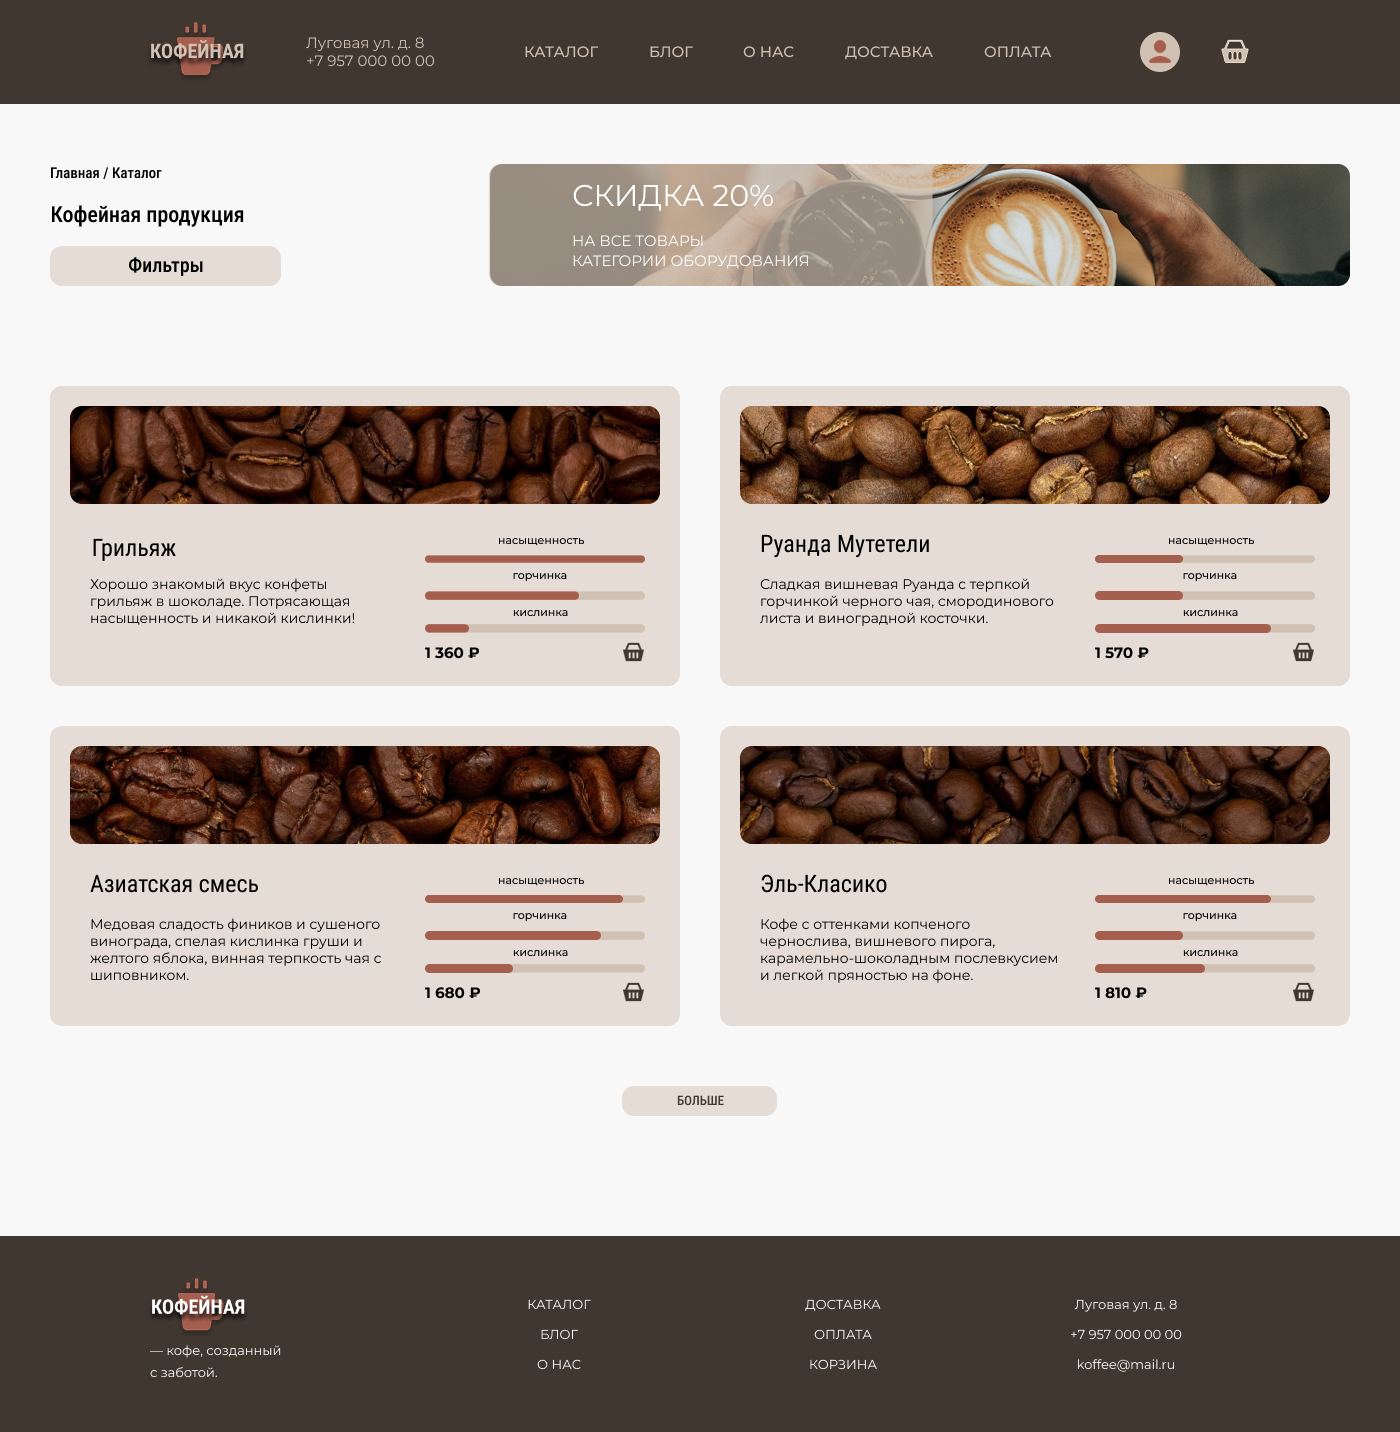 КОФЕЙНАЯ
Луговая ул. д. 8
+7 957 000 00 00
КАТАЛОГ
БЛОГ
О НАС
ДОСТАВКА
ОПЛАТА
Главная / Каталог
Кофейная продукция
Фильтры
СКИДКА 20%
НА ВСЕ ТОВАРЫ
КАТЕГОРИИ ОБОРУДОВАНИЯ
Грильяж
Хорошо знакомый вкус конфеты
грильяж в шоколаде. Потрясающая
насыщенность и никакой кислинки!
насыщенность
горчинка
кислинка
1 360 ₽
Руанда Мутетели
Сладкая вишневая Руанда с терпкой
горчинкой черного чая, смородинового
листа и виноградной косточки.
насыщенность
горчинка
кислинка
1 570 ₽
Азиатская смесь
Медовая сладость фиников и сушеного
винограда, спелая кислинка груши и
желтого яблока, винная терпкость чая с
шиповником.
насыщенность
горчинка
кислинка
1 680 ₽
Эль-Класико
Кофе с оттенками копченого
чернослива, вишневого пирога,
карамельно-шоколадным послевкусием
и легкой пряностью на фоне.
насыщенность
горчинка
кислинка
1 810 ₽
БОЛЬШЕ
КОФЕЙНАЯ
— кофе, созданный
с заботой.
КАТАЛОГ
БЛОГ
О НАС
ДОСТАВКА
ОПЛАТА
КОРЗИНА
Луговая ул. д. 8
+7 957 000 00 00
koffee@mail.ru